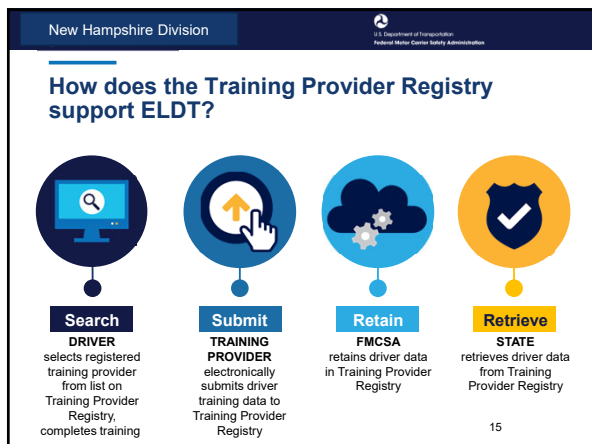 New Hampshire Division
U.S. Department of Transportation
Federal Motor Carrier Safety Administration
How does the Training Provider Registry
support ELDT?
Search
DRIVER
selects registered
training provider
from list on
Training Provider
Registry,
completes training
Submit
TRAINING
PROVIDER
electronically
submits driver
training data to
Training Provider
Registry
Retain
FMCSA
retains driver data
in Training Provider
Registry
Retrieve
STATE
retrieves driver data
from Training
Provider Registry
15